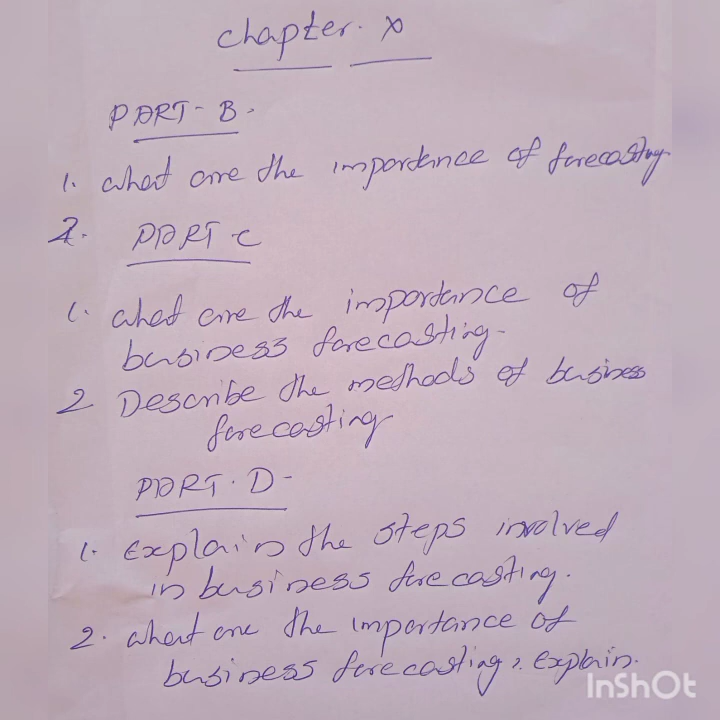 chapter. X
PART - B.
1. what are the importance of forecasting
2. PART C
1. what are the importance of
business forecasting.
2 Describe the methods of business
forecasting
PART. D -
1. Explain the steps involved
in business forecasting.
2. what are the importance of
business forecasting? Explain.
InShOt